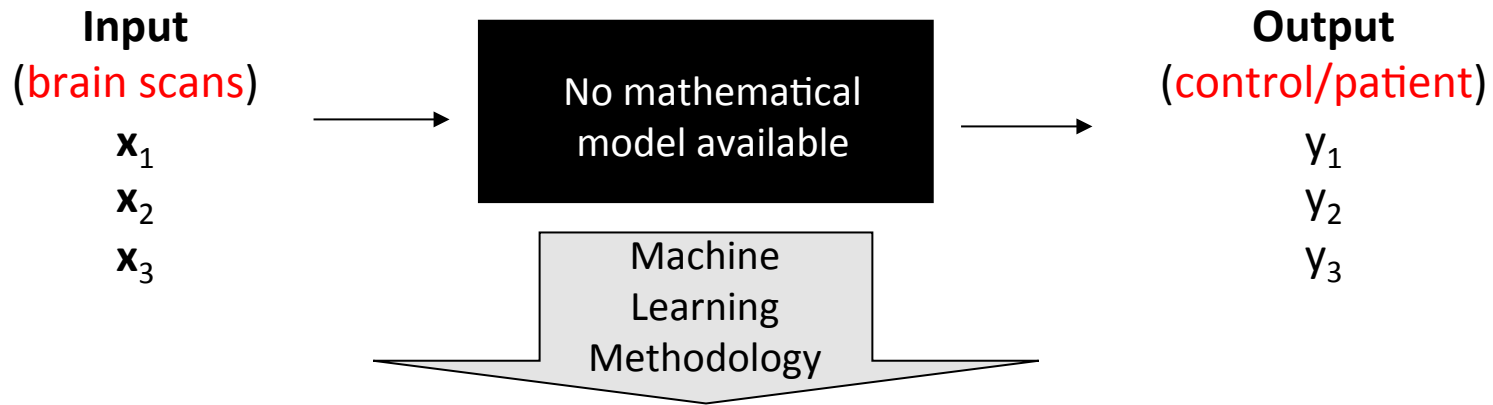 Input
(brain scans)
x₁
x₂
x₃
No mathematical
model available
Machine
Learning
Methodology
Output
(control/patient)
y₁
y₂
y₃